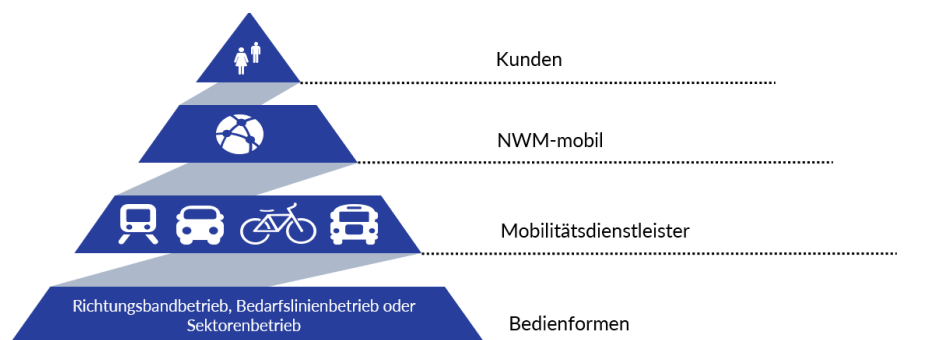 Kunden
NWM-mobil
Mobilitätsdienstleister
Richtungsbandbetrieb, Bedarfslinienbetrieb oder
Sektorenbetrieb
Bedienformen